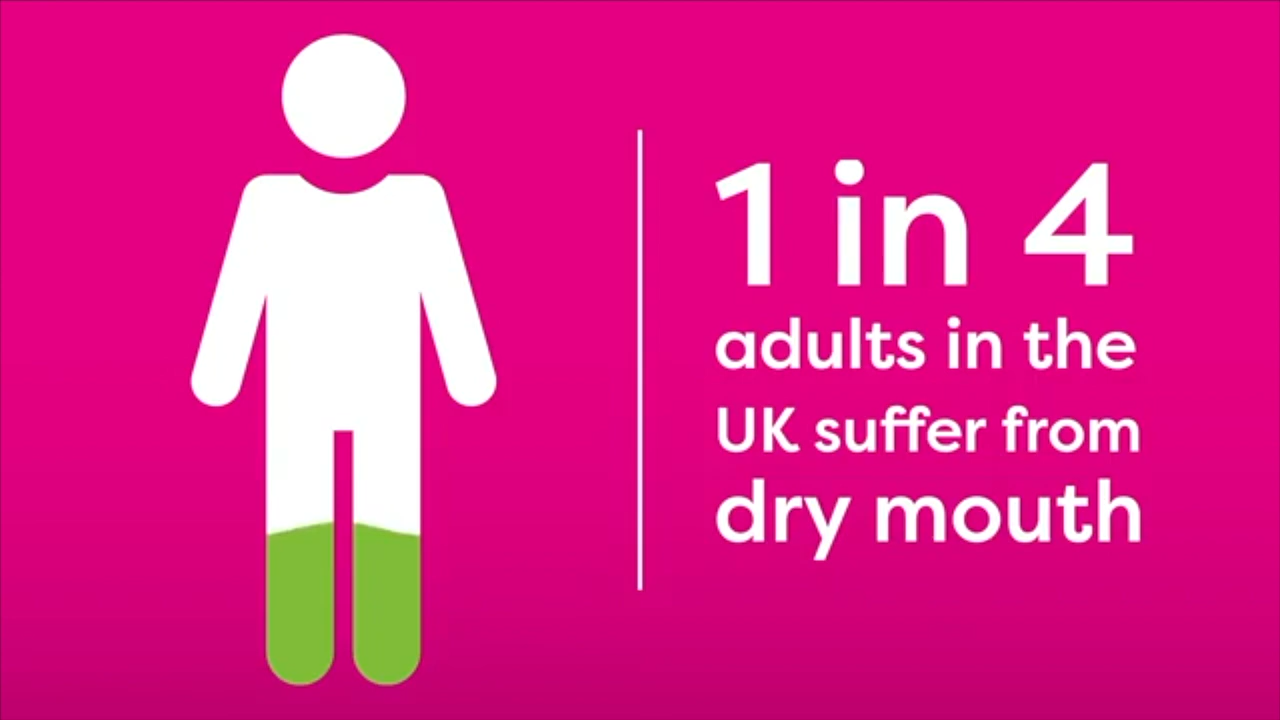 1 in 4
adults in the
UK suffer from
dry mouth